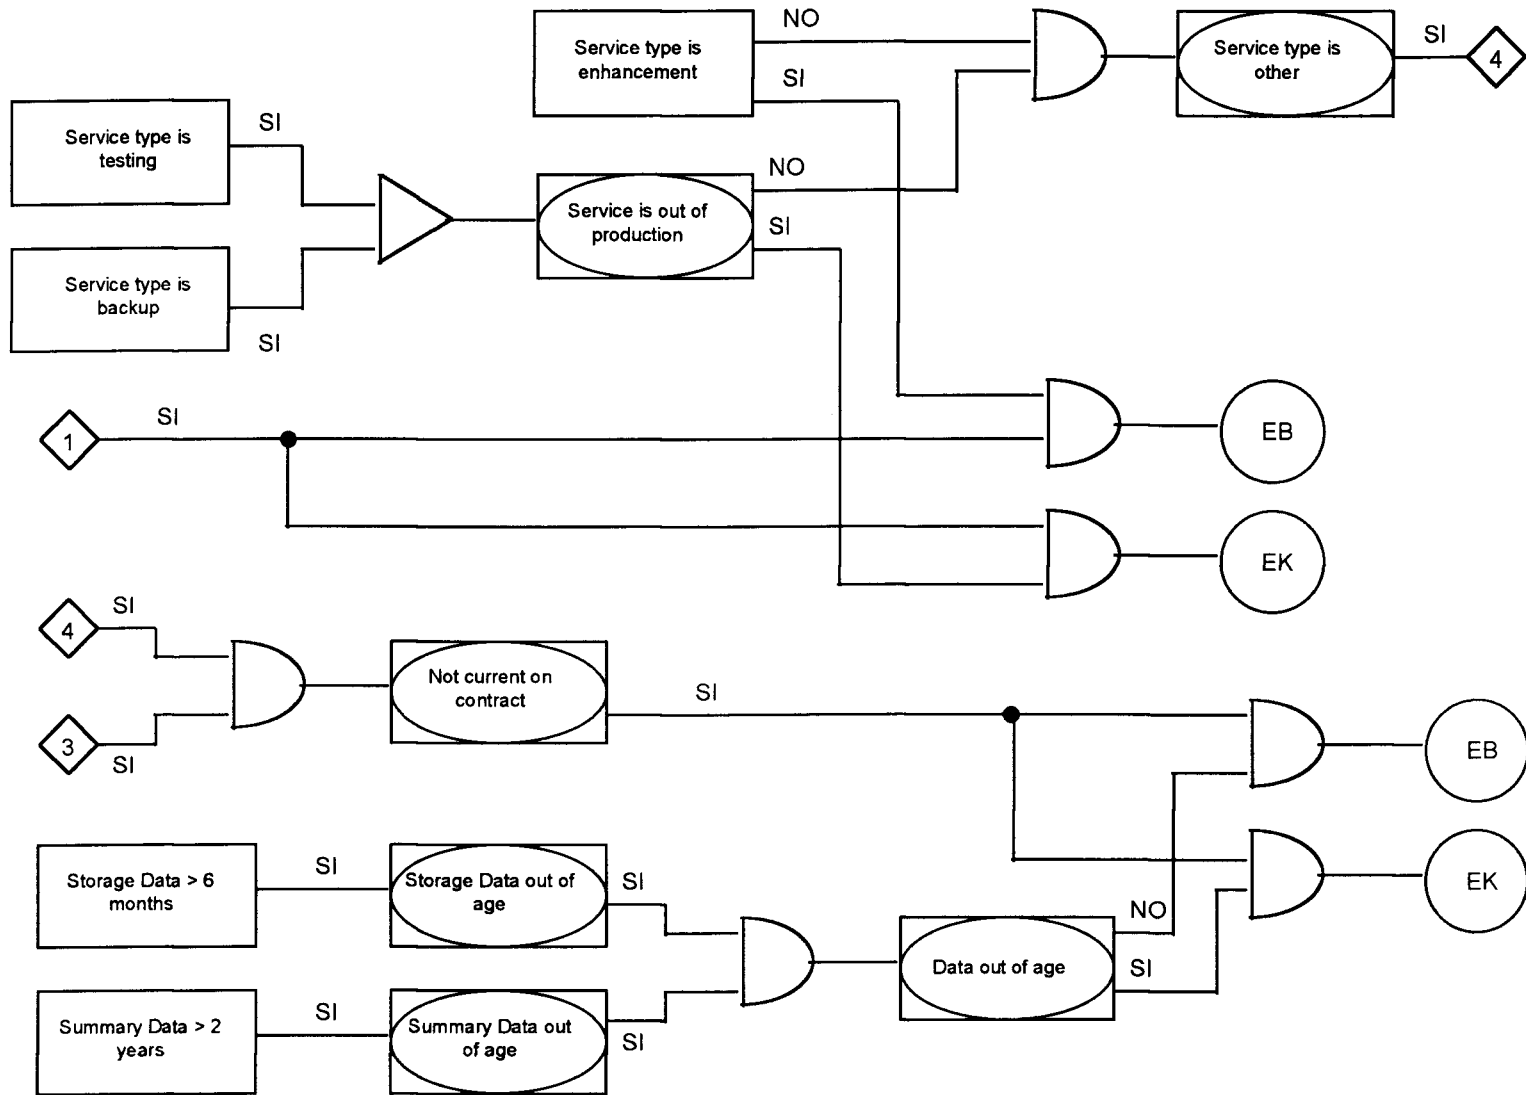 NO
Service type is
enhancement
SI
Service type is
other
SI
4
Service type is
testing
SI
NO
Service is out of
production
SI
Service type is
backup
SI
1
SI
EB
EK
4
SI
Not current on
contract
SI
3
SI
EB
Storage Data > 6
months
SI
Storage Data out of
age
SI
EK
NO
Data out of age
SI
Summary Data > 2
years
SI
Summary Data out
of age
SI